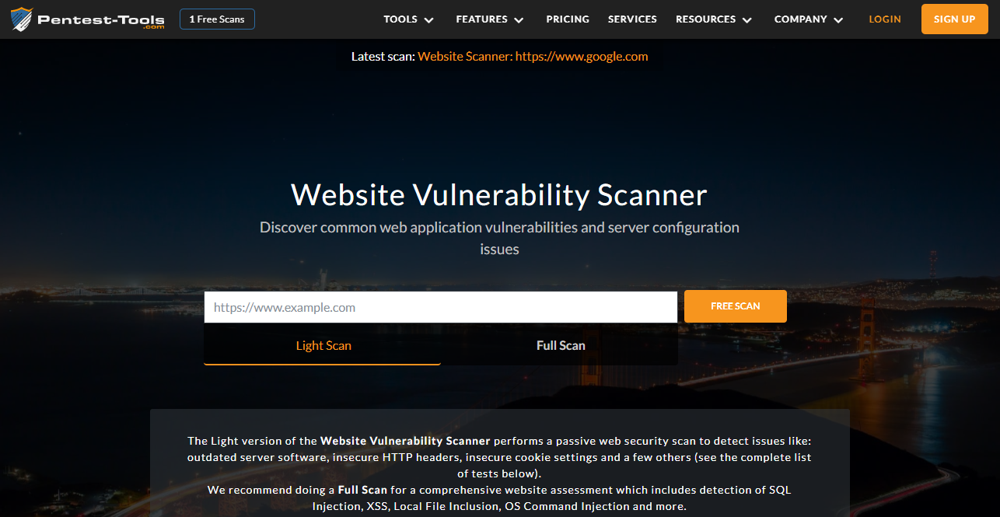 Pentest-Tools
.com
1 Free Scans
TOOLS
FEATURES
PRICING
SERVICES
RESOURCES
COMPANY
LOGIN
SIGN UP
Latest scan: Website Scanner: https://www.google.com
Website Vulnerability Scanner
Discover common web application vulnerabilities and server configuration
issues
https://www.example.com
FREE SCAN
Light Scan
Full Scan
The Light version of the Website Vulnerability Scanner performs a passive web security scan to detect issues like:
outdated server software, insecure HTTP headers, insecure cookie settings and a few others (see the complete list
of tests below).
We recommend doing a Full Scan for a comprehensive website assessment which includes detection of SQL
Injection, XSS, Local File Inclusion, OS Command Injection and more.